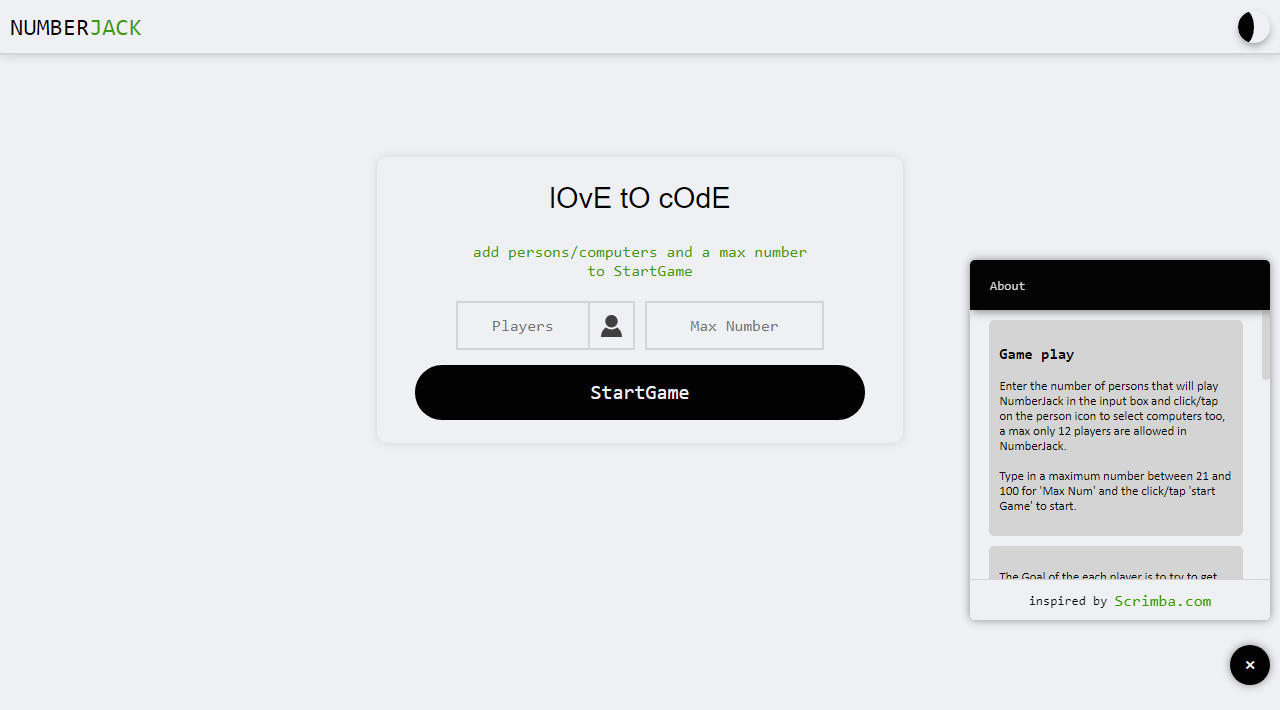 NUMBERJACK
lOvE tO cOdE
add persons/computers and a max number
to StartGame
Players
Max Number
StartGame
About
Game play
Enter the number of persons that will play
NumberJack in the input box and click/tap
on the person icon to select computers too,
a max only 12 players are allowed in
NumberJack.
Type in a maximum number between 21 and
100 for 'Max Num' and the click/tap 'start
Game' to start.
The Goal of the each player is to try to get
inspired by Scrimba.com
×